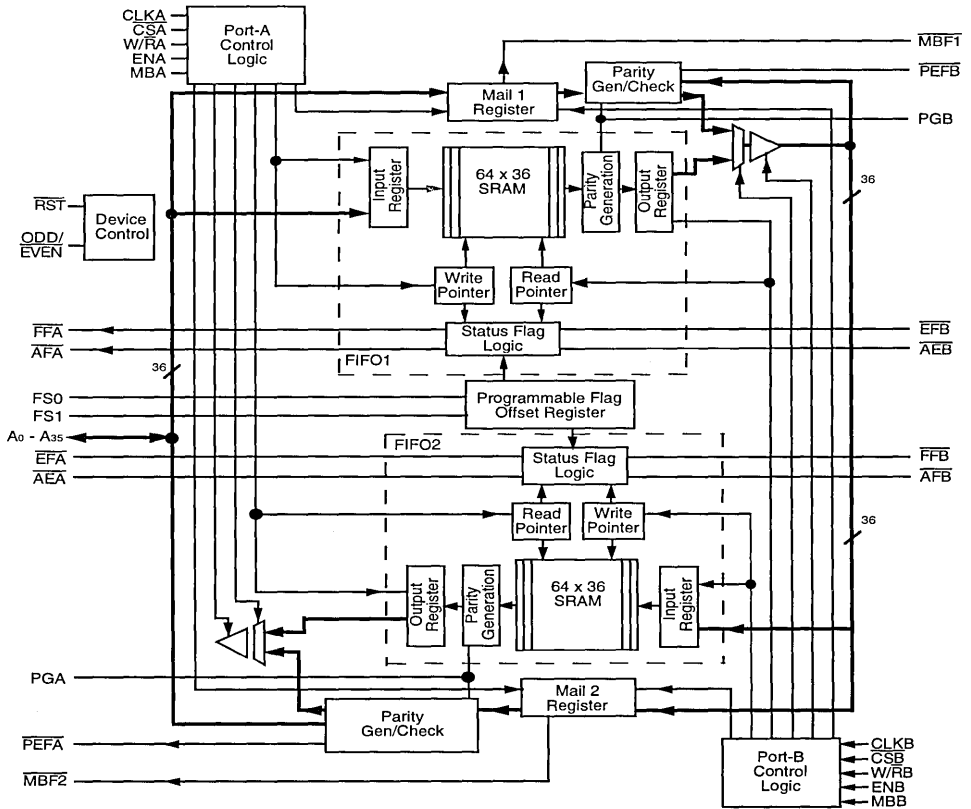 CLKA
CSA
W/RA
ENA
MBA
Port-A
Control
Logic
MBF1
Mail 1
Register
Parity
Gen/Check
PEFB
PGB
Input
Register
64 x 36
SRAM
Parity
Generation
Output
Register
36
RST
ODD/
EVEN
Device
Control
Write
Pointer
Read
Pointer
FFA
AFA
Status Flag
Logic
EFB
AEB
FIFO1
36
FS0
FS1
Programmable Flag
Offset Register
A0 - A35
FIFO2
EFA
AEA
Status Flag
Logic
FFB
AFB
Read
Pointer
Write
Pointer
36
Output
Register
Parity
Generation
64 x 36
SRAM
Input
Register
PGA
Mail 2
Register
Parity
Gen/Check
PEFA
MBF2
Port-B
Control
Logic
CLKB
CSB
W/RB
ENB
MBB